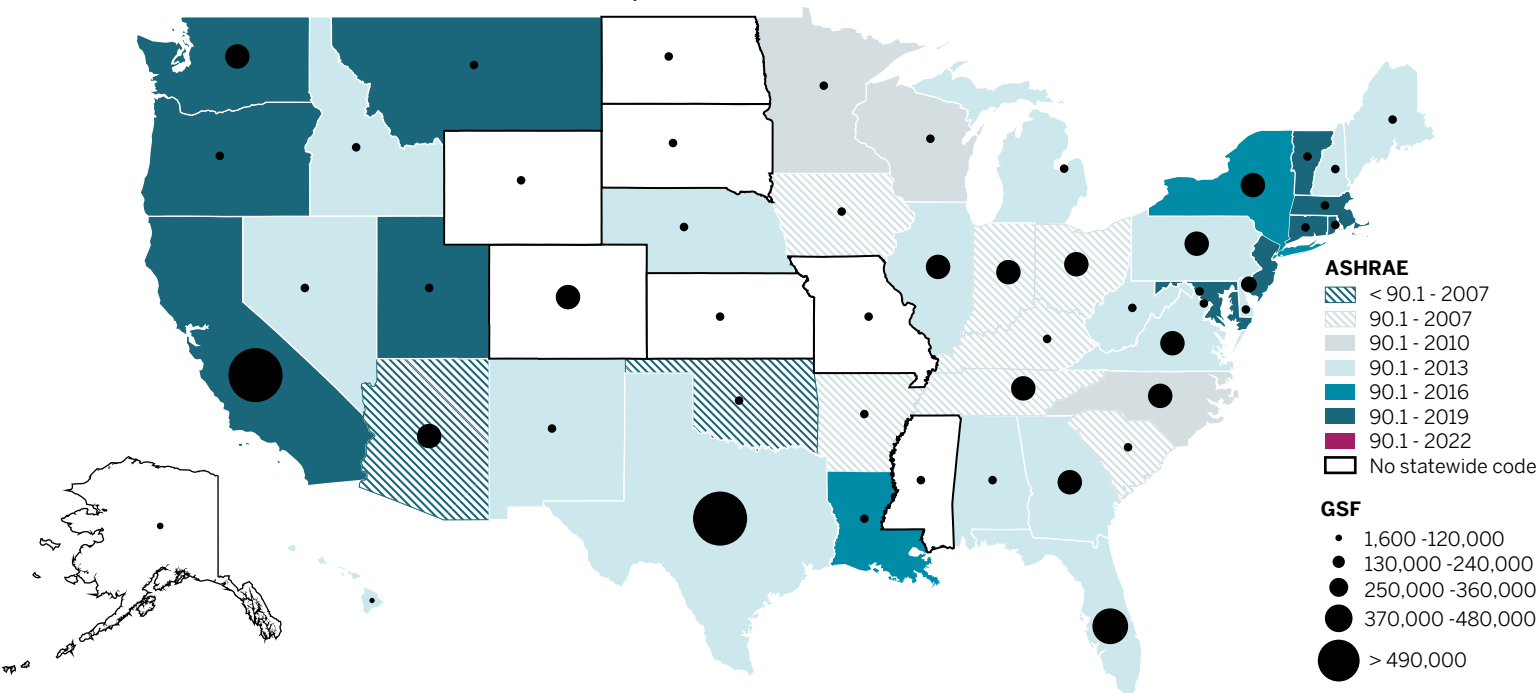 ASHRAE
< 90.1 - 2007
90.1 - 2007
90.1 - 2010
90.1 - 2013
90.1 - 2016
90.1 - 2019
90.1 - 2022
No statewide code
GSF
1,600 -120,000
130,000 -240,000
250,000 -360,000
370,000 -480,000
> 490,000